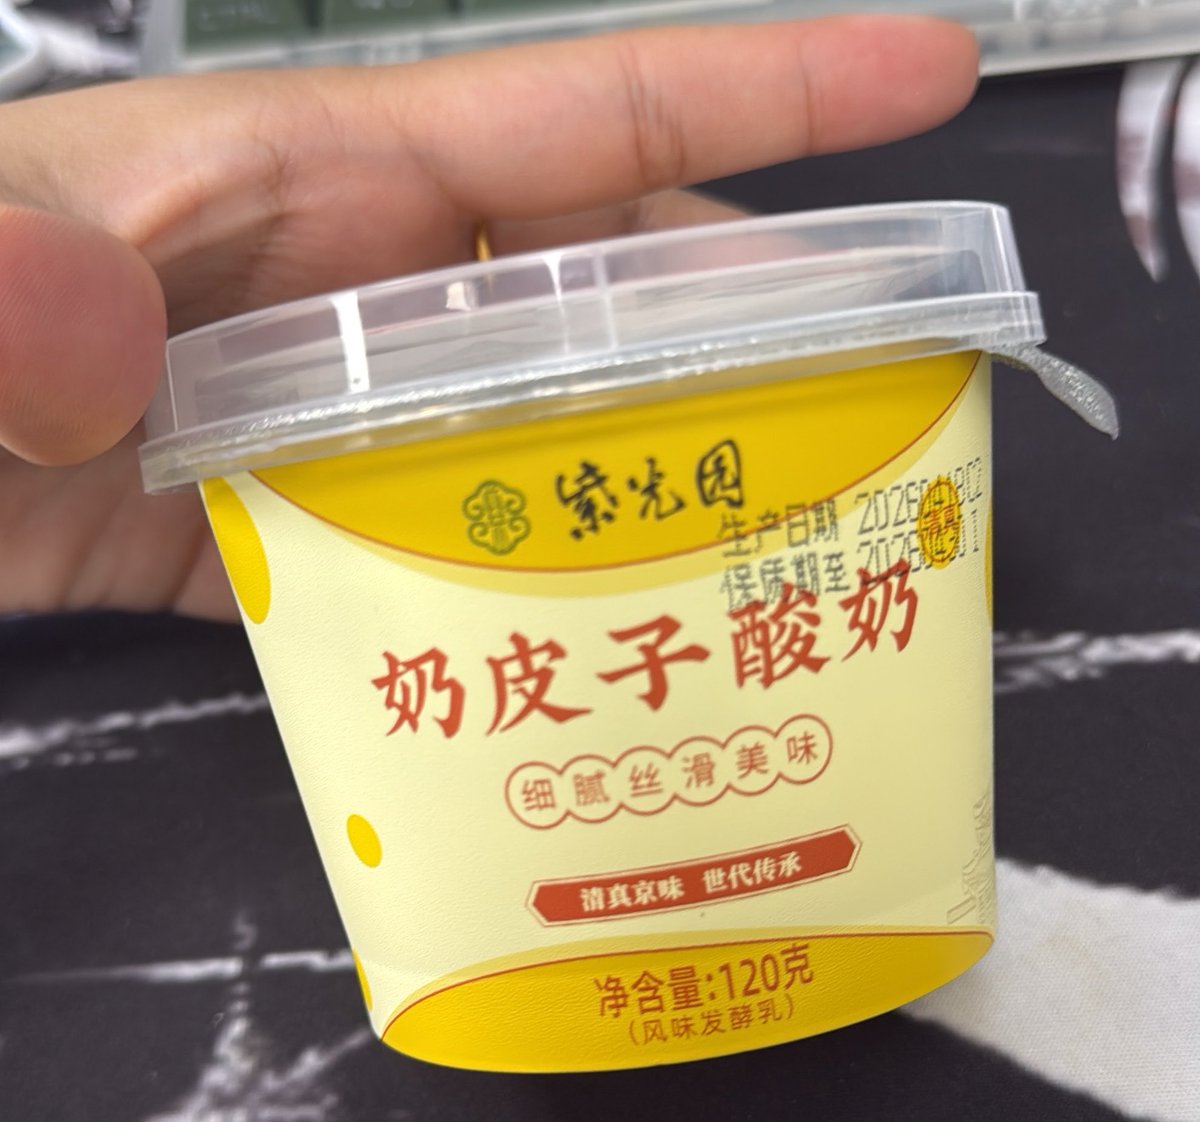 紫光园
生产日期
保质期至
清真
奶皮子酸奶
细腻丝滑美味
清真京味 世代传承
净含量:120克
(风味发酵乳)